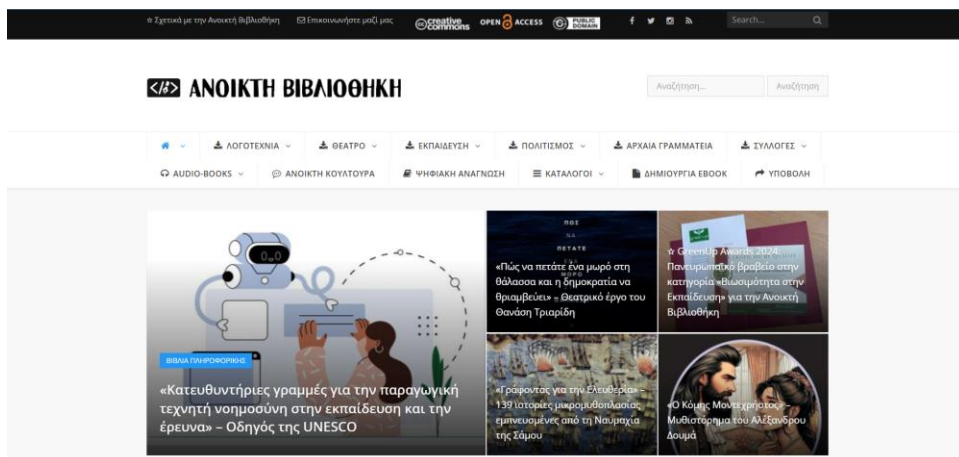 ☆ Σχετικά με την Ανοικτή Βιβλιοθήκη
Επικοινωνήστε μαζί μας
creative commons
OPEN ACCESS
PUBLIC DOMAIN
Search...
</> ΑΝΟΙΚΤΗ ΒΙΒΛΙΟΘΗΚΗ
Αναζήτηση...
Αναζήτηση
ΛΟΓΟΤΕΧΝΙΑ
ΘΕΑΤΡΟ
ΕΚΠΑΙΔΕΥΣΗ
ΠΟΛΙΤΙΣΜΟΣ
ΑΡΧΑΙΑ ΓΡΑΜΜΑΤΕΙΑ
ΣΥΛΛΟΓΕΣ
AUDIO-BOOKS
ΑΝΟΙΚΤΗ ΚΟΥΛΤΟΥΡΑ
ΨΗΦΙΑΚΗ ΑΝΑΓΝΩΣΗ
ΚΑΤΑΛΟΓΟΙ
ΔΗΜΙΟΥΡΓΙΑ EBOOK
ΥΠΟΒΟΛΗ
ΒΙΒΛΙΑ ΠΛΗΡΟΦΟΡΙΚΗΣ
«Κατευθυντήριες γραμμές για την παραγωγική
τεχνητή νοημοσύνη στην εκπαίδευση και την
έρευνα» – Οδηγός της UNESCO
ΠΩΣ
ΝΑ
ΠΕΤΑΤΕ
ΕΝΑ
ΜΩΡΟ
«Πώς να πετάτε ένα μωρό στη
θάλασσα και η δημοκρατία να
θριαμβεύει» – Θεατρικό έργο του
Θανάση Τριαρίδη
☆ GreenUp Awards 2024:
Πανευρωπαϊκό βραβείο στην
κατηγορία «Βιωσιμότητα στην
Εκπαίδευση» για την Ανοικτή
Βιβλιοθήκη
«Γράφοντας για την Ελευθερία» –
139 ιστορίες μικρομυθοπλασίας
εμπνευσμένες από τη Ναυμαχία
της Σάμου
«Ο Κόμης Μοντεχρήστος» –
Μυθιστόρημα του Αλέξανδρου
Δουμά